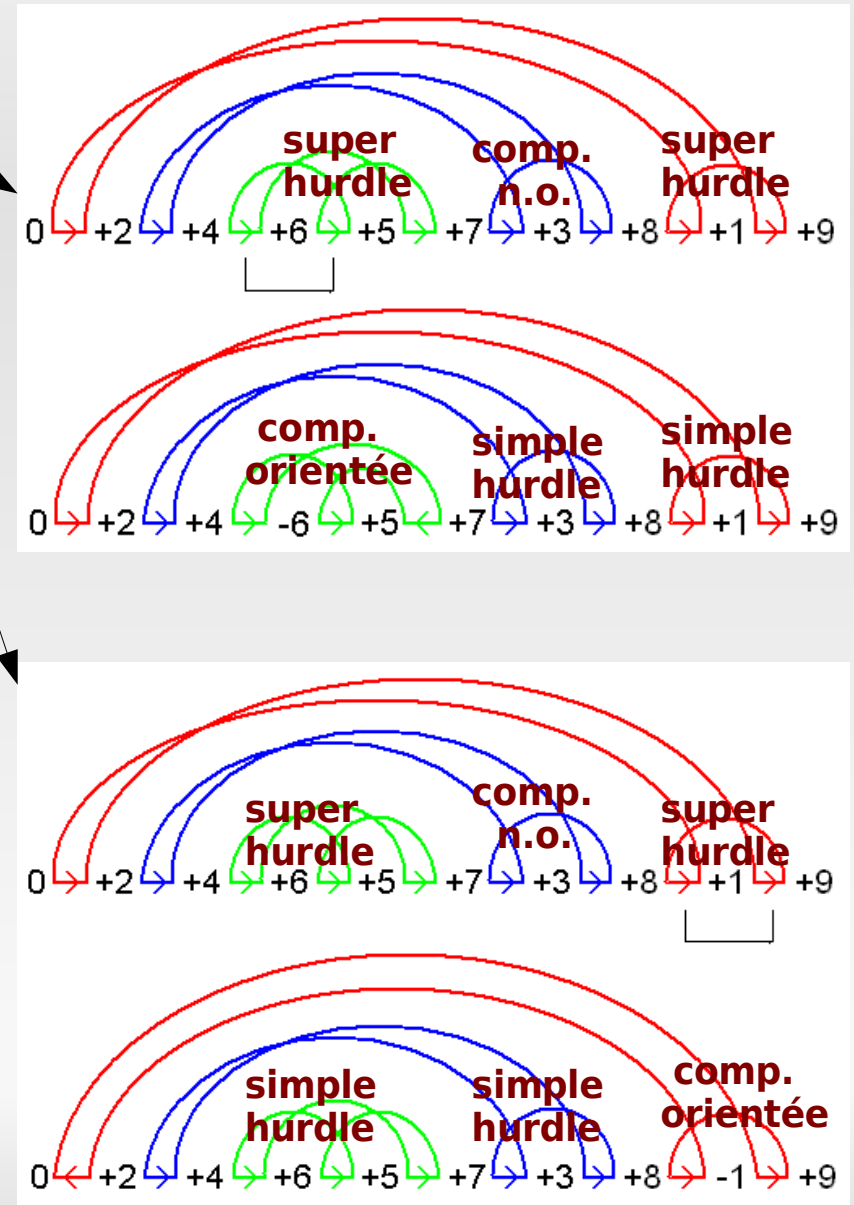 super
hurdle
comp.
n.o.
super
hurdle
0 +2 +4 +6 +5 +7 +3 +8 +1 +9
comp.
orientée
simple
hurdle
simple
hurdle
0 +2 +4 -6 +5 +7 +3 +8 +1 +9
super
hurdle
comp.
n.o.
super
hurdle
0 +2 +4 +6 +5 +7 +3 +8 +1 +9
simple
hurdle
simple
hurdle
comp.
orientée
0 +2 +4 +6 +5 +7 +3 +8 -1 +9